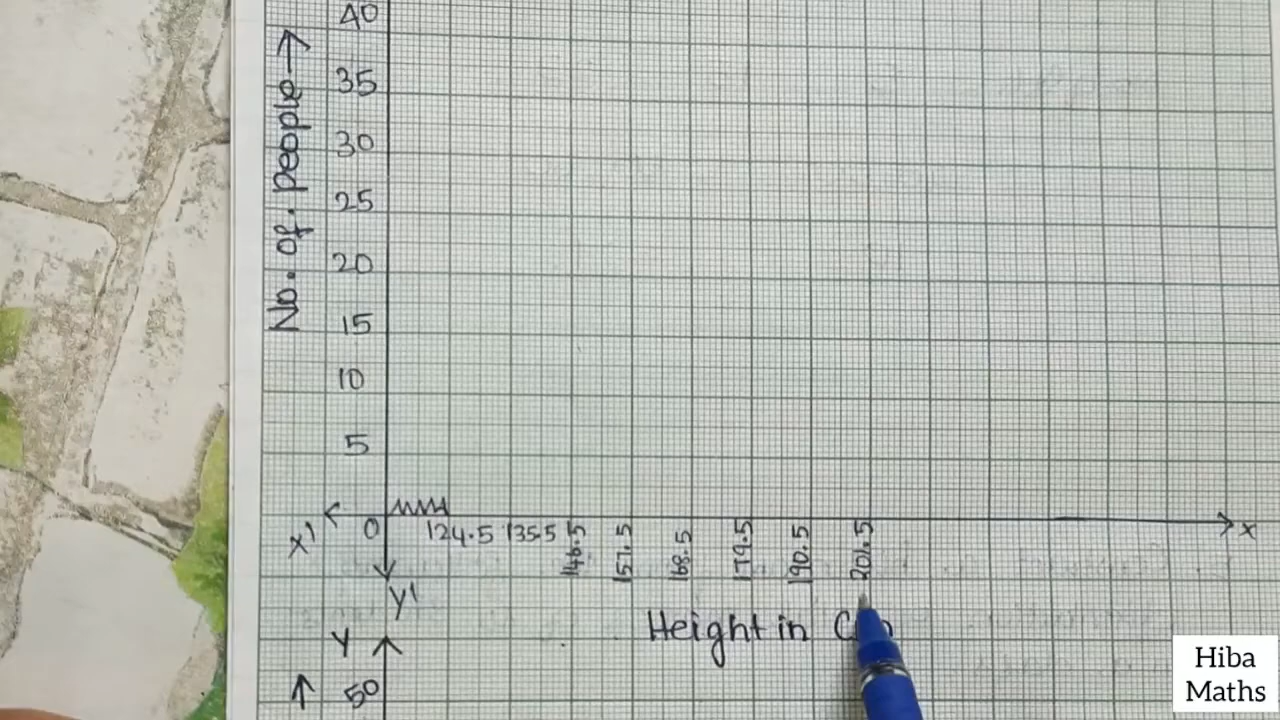 40
35
30
25
20
15
10
5
0
No. of. people →
X'
124.5 135.5 146.5 157.5 168.5 179.5 190.5 201.5
x
Y'
Height in
Y
50
Hiba
Maths